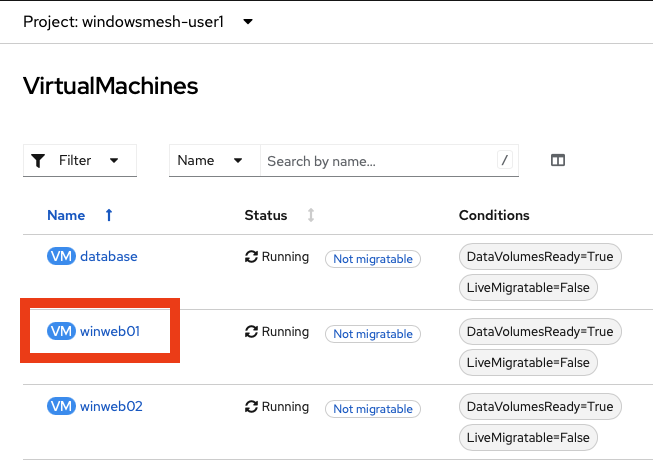 Project: windowsmesh-user1
VirtualMachines
Filter Name Search by name... /
Name Status Conditions
VM database Running Not migratable DataVolumesReady=True
LiveMigratable=False
VM winweb01 Running Not migratable DataVolumesReady=True
LiveMigratable=False
VM winweb02 Running Not migratable DataVolumesReady=True
LiveMigratable=False